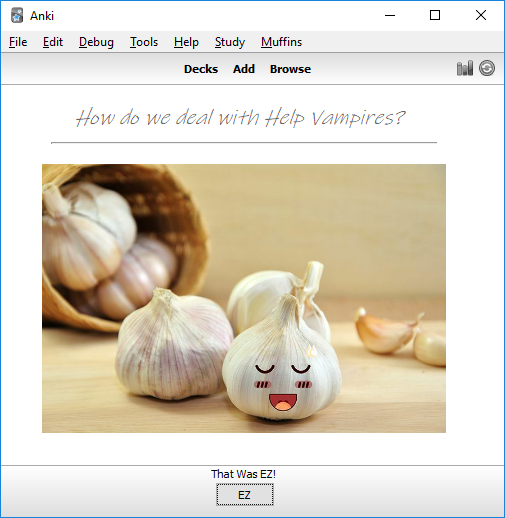 Anki
File Edit Debug Tools Help Study Muffins
Decks Add Browse
How do we deal with Help Vampires?
That Was EZ!
EZ